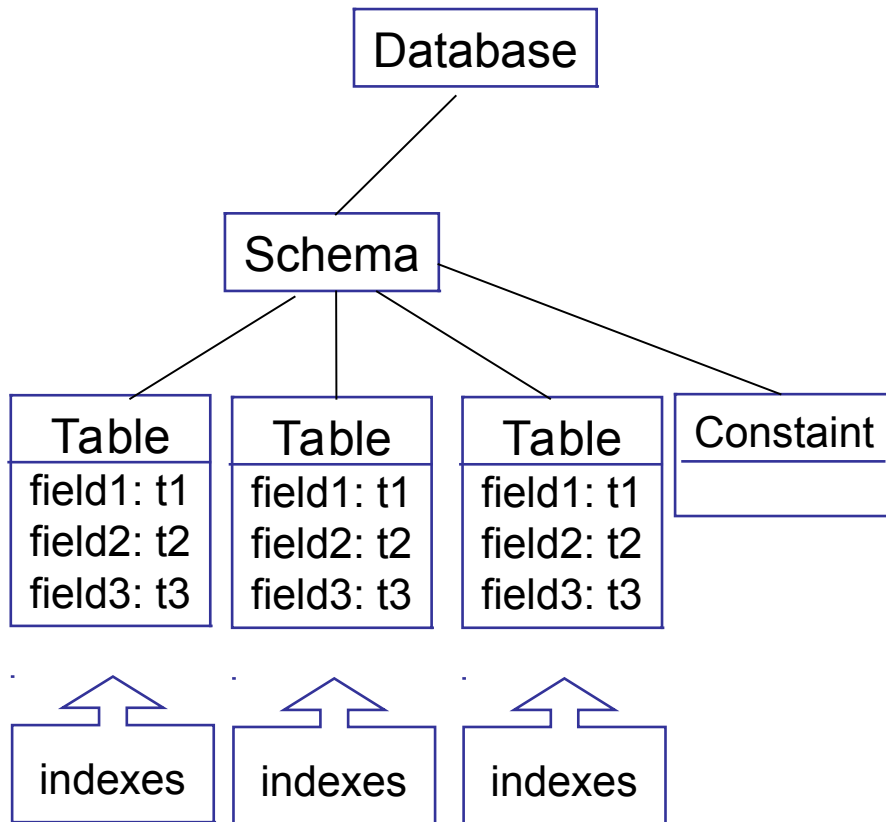 Database
Schema
Table
field1: t1
field2: t2
field3: t3
Table
field1: t1
field2: t2
field3: t3
Table
field1: t1
field2: t2
field3: t3
Constaint
indexes
indexes
indexes